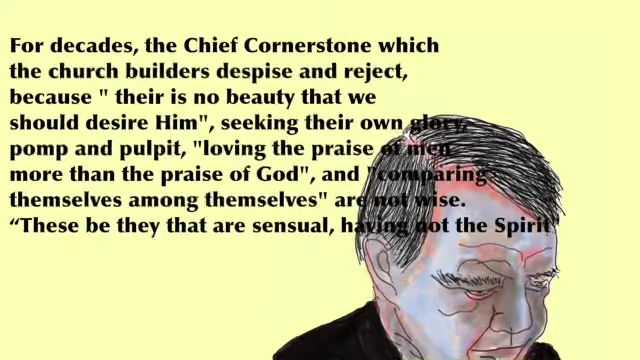 For decades, the Chief Cornerstone which
the church builders despise and reject,
because " their is no beauty that we
should desire Him", seeking their own glory,
pomp and pulpit, "loving the praise of men
more than the praise of God", and "comparing
themselves among themselves" are not wise.
“These be they that are sensual, having not the Spirit"